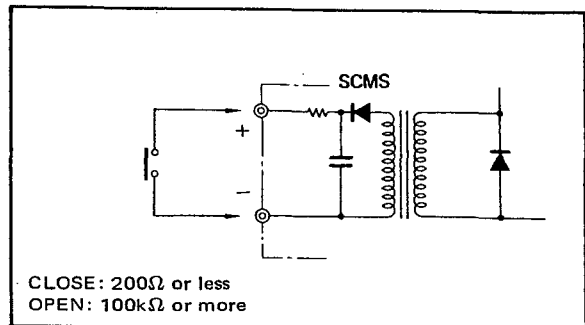 SCMS
+
−
CLOSE: 200Ω or less
OPEN: 100kΩ or more